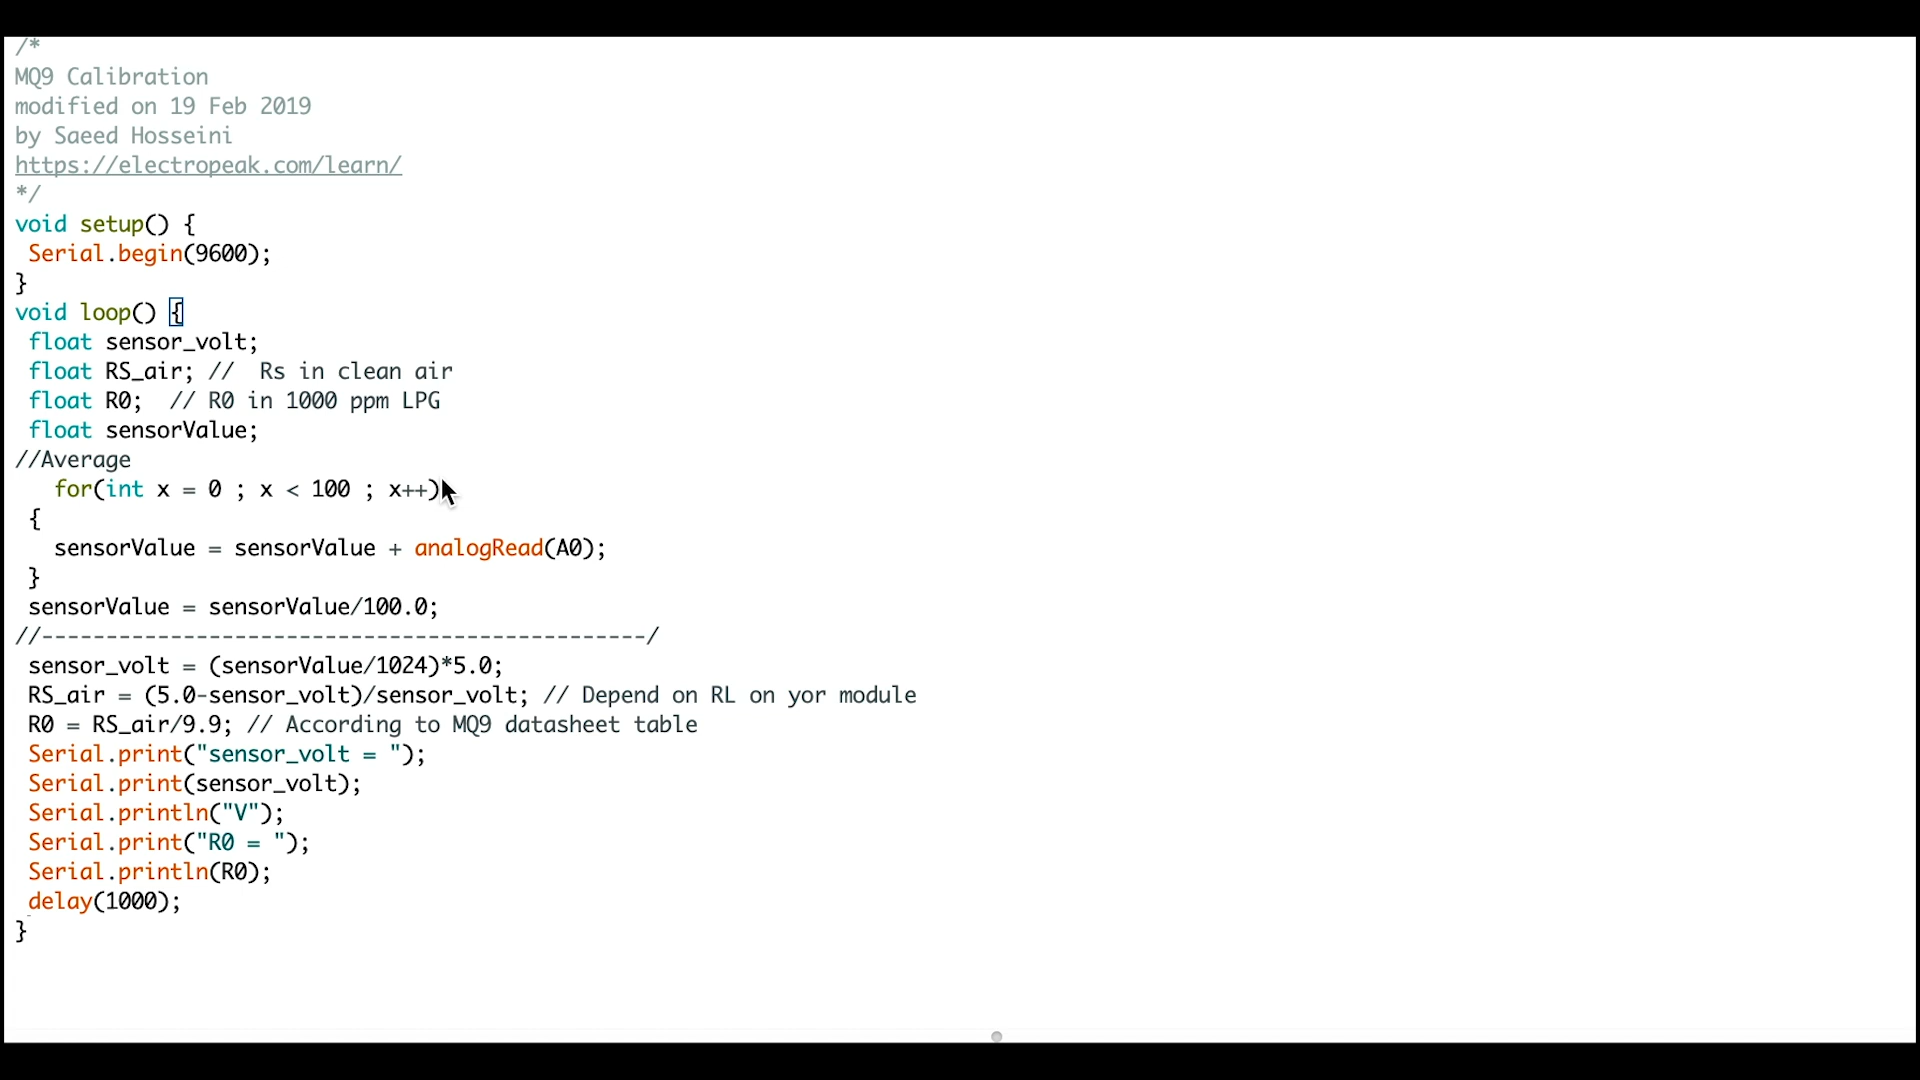 /*
MQ9 Calibration
modified on 19 Feb 2019
by Saeed Hosseini
https://electropeak.com/learn/
*/
void setup() {
 Serial.begin(9600);
}
void loop() {
 float sensor_volt;
 float RS_air; //  Rs in clean air
 float R0;  // R0 in 1000 ppm LPG
 float sensorValue;
//Average
   for(int x = 0 ; x < 100 ; x++)
 {
   sensorValue = sensorValue + analogRead(A0);
 }
 sensorValue = sensorValue/100.0;
//-----------------------------------------------/
 sensor_volt = (sensorValue/1024)*5.0;
 RS_air = (5.0-sensor_volt)/sensor_volt; // Depend on RL on yor module
 R0 = RS_air/9.9; // According to MQ9 datasheet table
 Serial.print("sensor_volt = ");
 Serial.print(sensor_volt);
 Serial.println("V");
 Serial.print("R0 = ");
 Serial.println(R0);
 delay(1000);
}